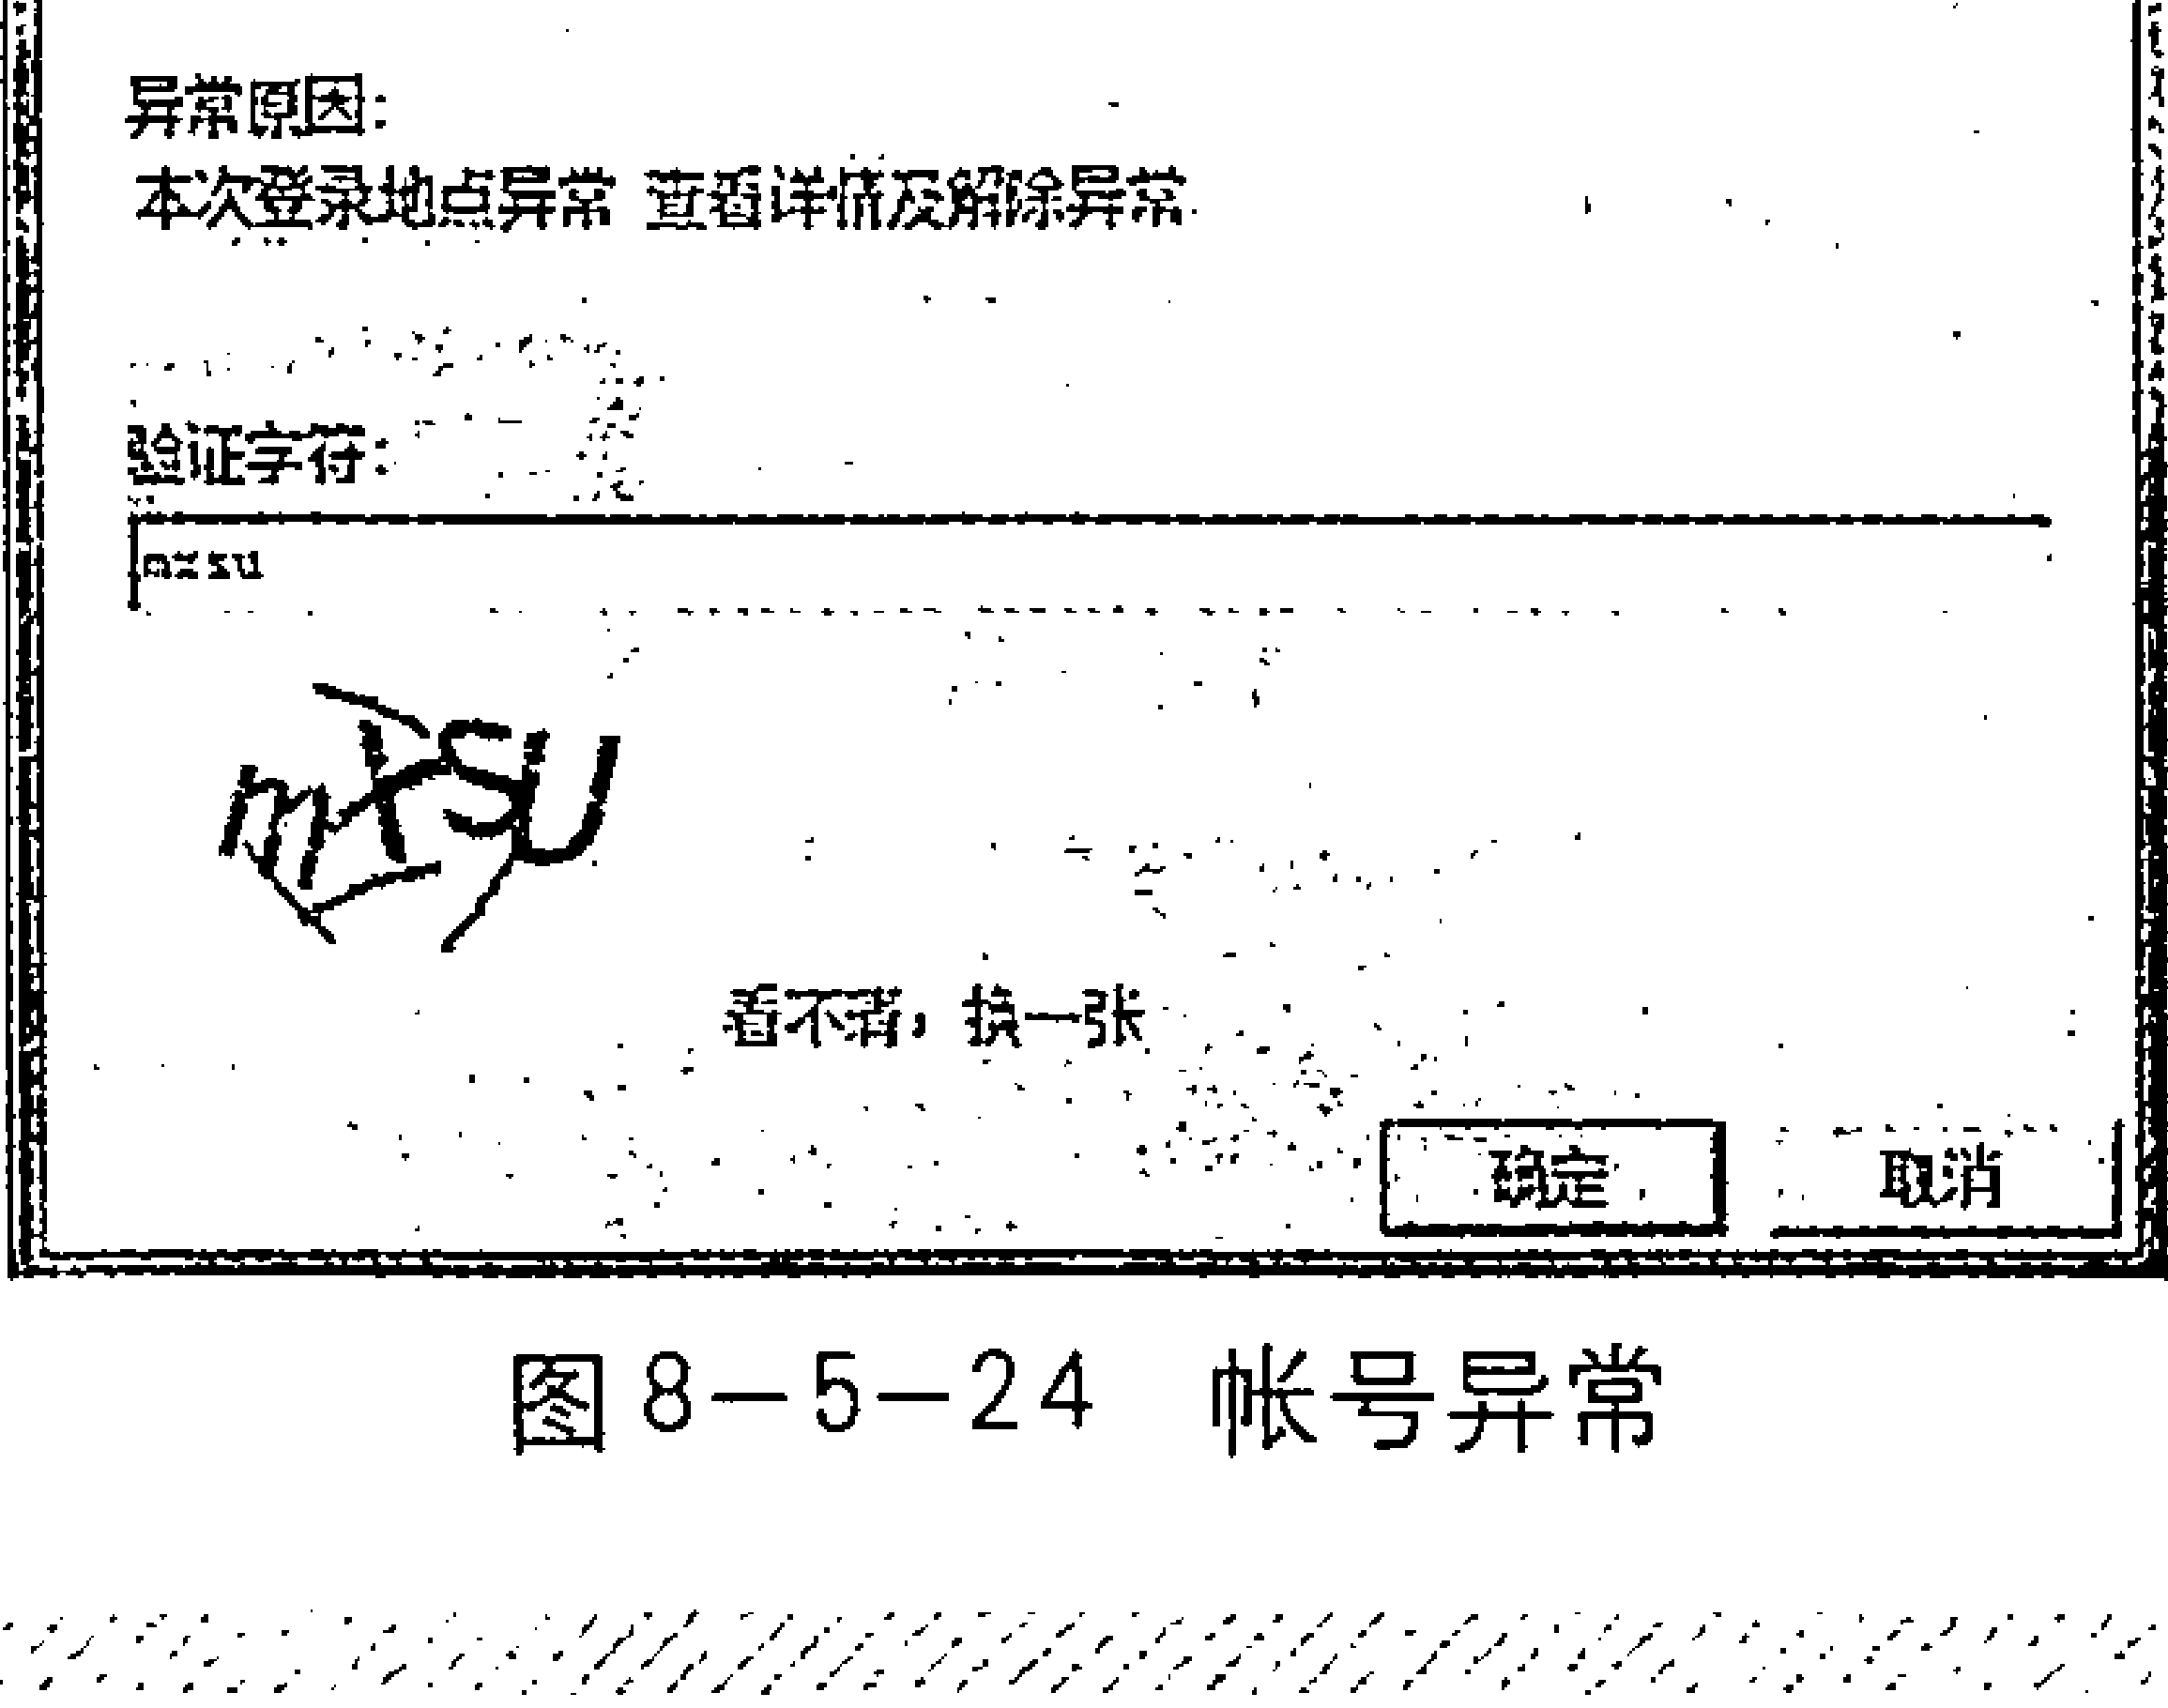 异常原因:
本次登录地点异常 查看详情及解除异常
验证字符:
mxsu
看不清，换一张
确定
取消
图8-5-24 帐号异常